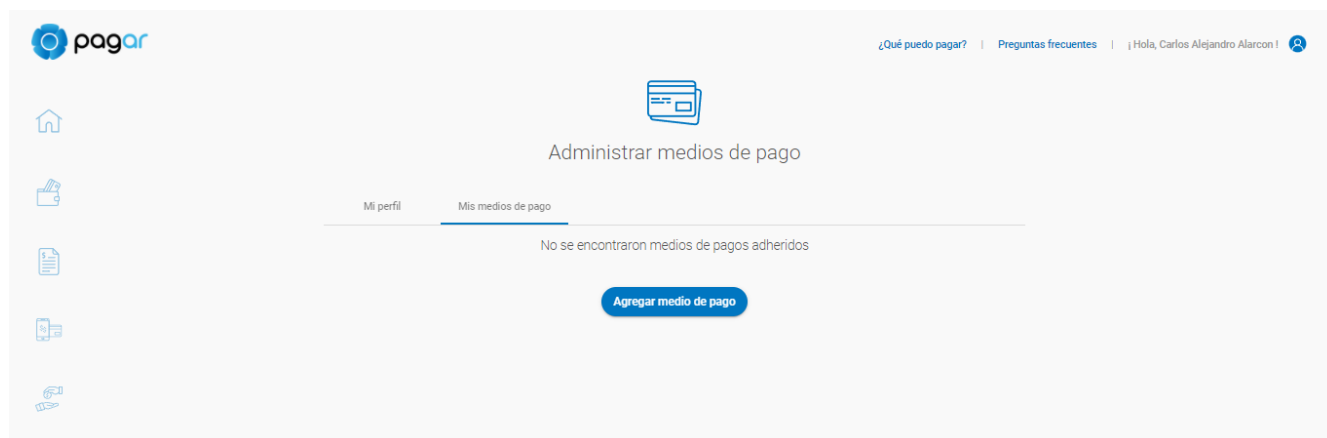 pagar
¿Qué puedo pagar? | Preguntas frecuentes | ¡ Hola, Carlos Alejandro Alarcon !
Administrar medios de pago
Mi perfil Mis medios de pago
No se encontraron medios de pagos adheridos
Agregar medio de pago